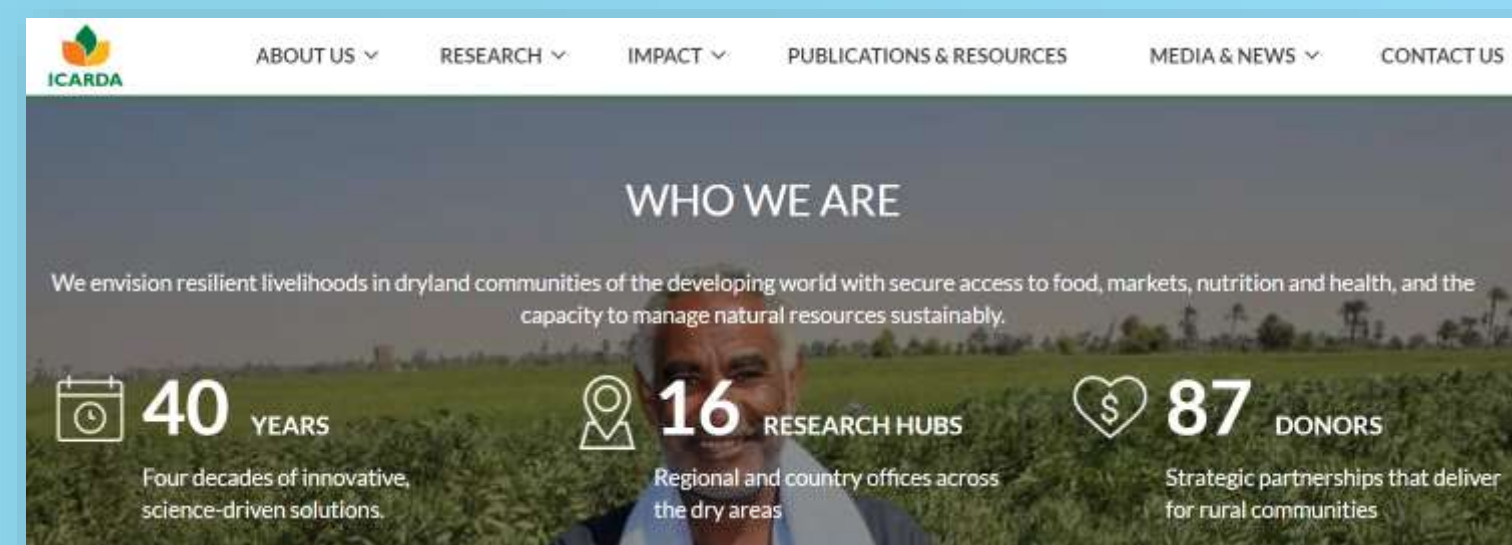 ICARDA
ABOUT US RESEARCH IMPACT PUBLICATIONS & RESOURCES MEDIA & NEWS CONTACT US
WHO WE ARE
We envision resilient livelihoods in dryland communities of the developing world with secure access to food, markets, nutrition and health, and the
capacity to manage natural resources sustainably.
40 YEARS
Four decades of innovative,
science-driven solutions.
16 RESEARCH HUBS
Regional and country offices across
the dry areas
87 DONORS
Strategic partnerships that deliver
for rural communities